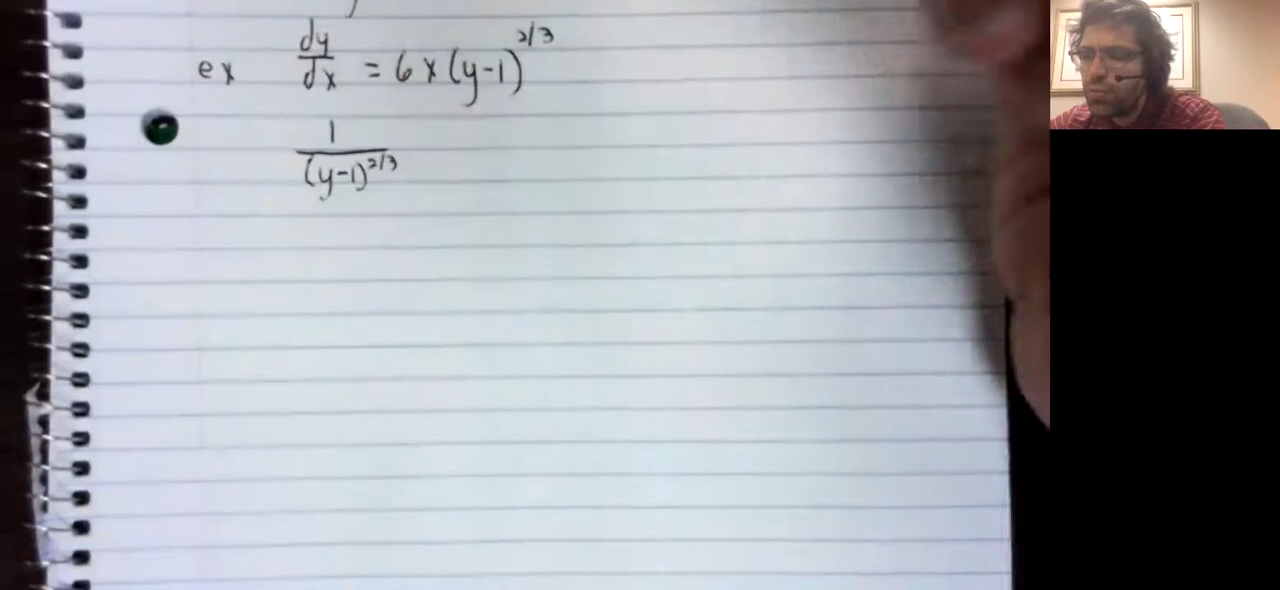 ex dy/dx = 6x(y-1)^2/3
1/(y-1)^2/3